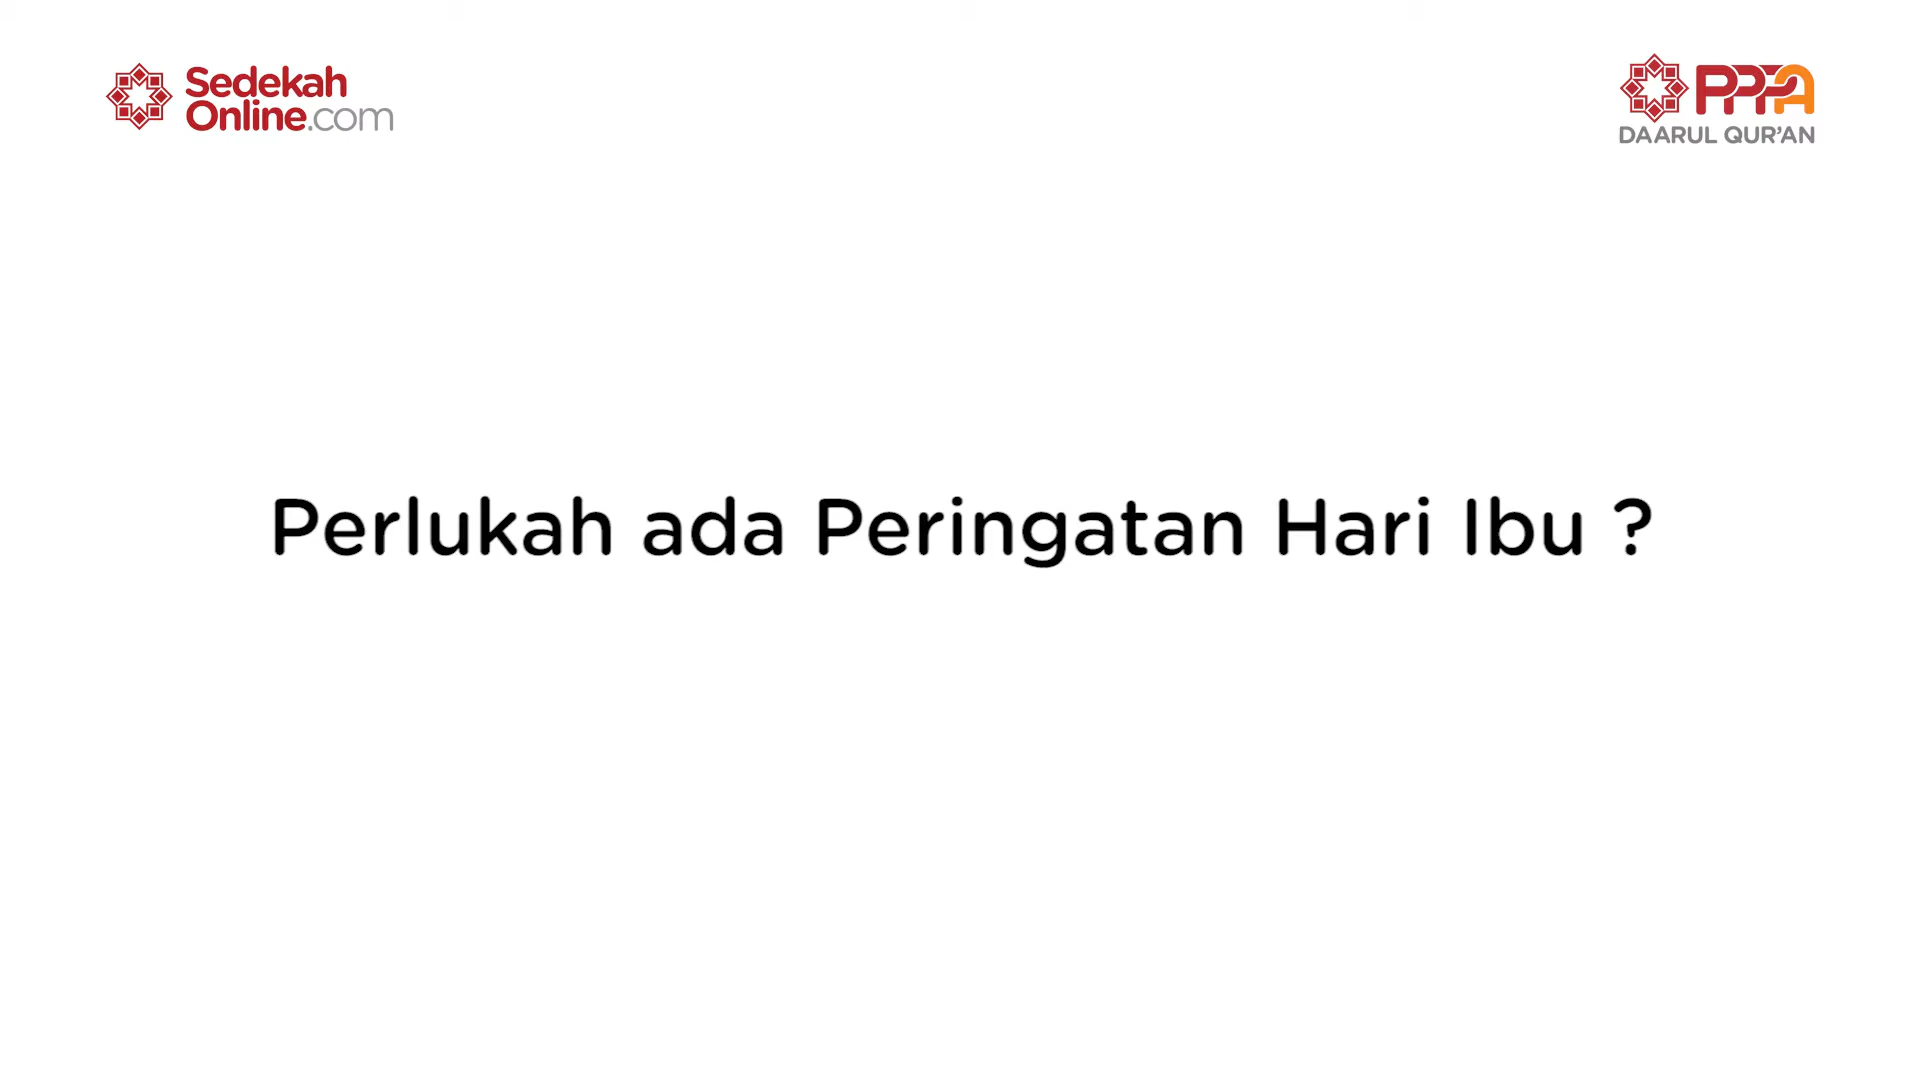 Sedekah
Online.com
PPPA
DAARUL QUR'AN
Perlukah ada Peringatan Hari Ibu ?